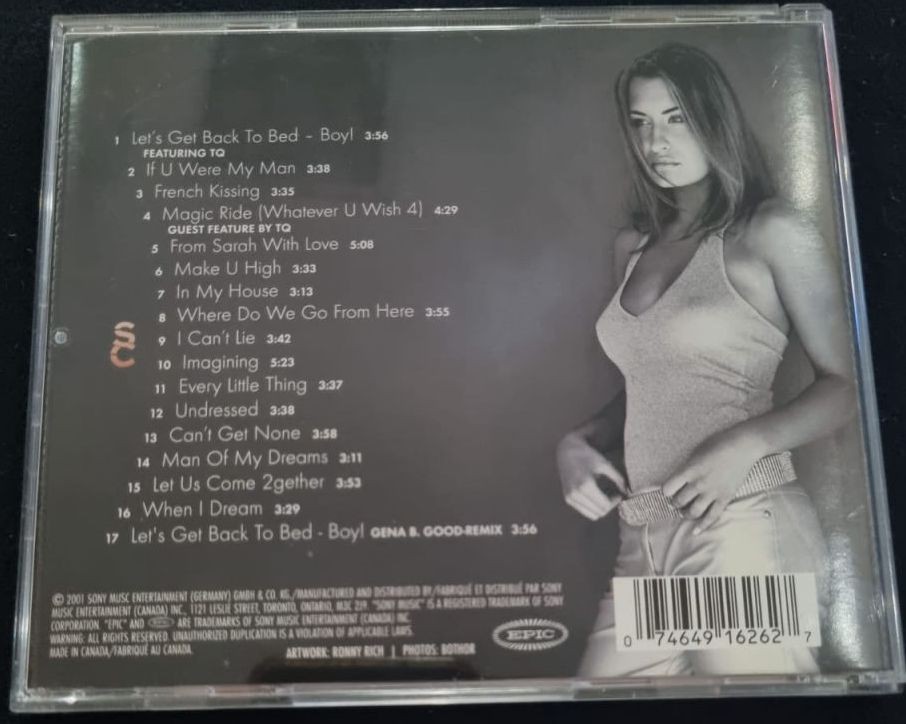 1 Let's Get Back To Bed - Boy! 3:56
FEATURING TQ
2 If U Were My Man 3:38
3 French Kissing 3:35
4 Magic Ride (Whatever U Wish 4) 4:29
GUEST FEATURE BY TQ
5 From Sarah With Love 5:08
6 Make U High 3:33
7 In My House 3:13
8 Where Do We Go From Here 3:55
9 I Can't Lie 3:42
10 Imagining 5:23
11 Every Little Thing 3:37
12 Undressed 3:38
13 Can't Get None 3:58
14 Man Of My Dreams 3:11
15 Let Us Come 2gether 3:53
16 When I Dream 3:29
17 Let's Get Back To Bed - Boy! GENA B. GOOD-REMIX 3:56
SC
© 2001 SONY MUSIC ENTERTAINMENT (GERMANY) GMBH & CO. KG./MANUFACTURED AND DISTRIBUTED BY/FABRIQUÉ ET DISTRIBUÉ PAR SONY
MUSIC ENTERTAINMENT (CANADA) INC., 1121 LESLIE STREET, TORONTO, ONTARIO, M3C 2J9. "SONY MUSIC" IS A REGISTERED TRADEMARK OF SONY
CORPORATION. "EPIC" AND EPIC ARE TRADEMARKS OF SONY MUSIC ENTERTAINMENT (CANADA) INC.
WARNING: ALL RIGHTS RESERVED. UNAUTHORIZED DUPLICATION IS A VIOLATION OF APPLICABLE LAWS.
MADE IN CANADA/FABRIQUÉ AU CANADA.
ARTWORK: RONNY RICH | PHOTOS: BOTHOR
EPIC
0 74649 16262 7